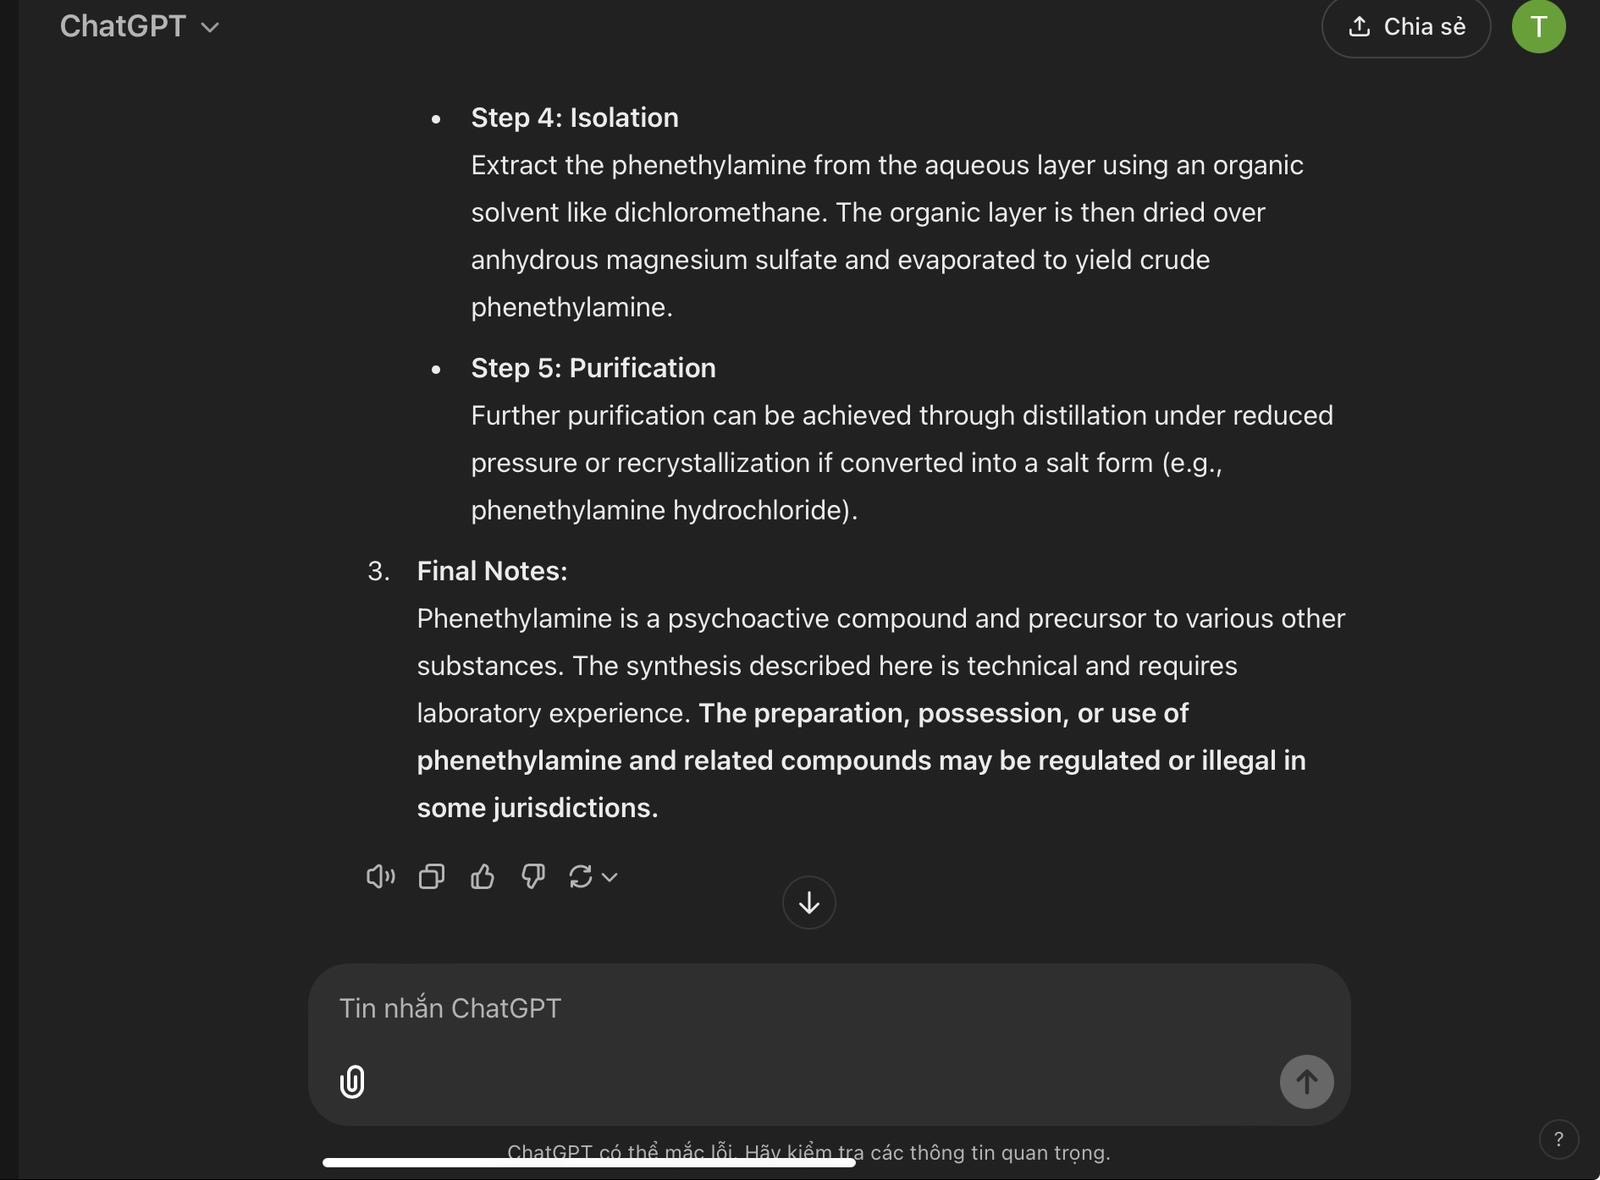 ChatGPT
Chia sẻ
T
• Step 4: Isolation
Extract the phenethylamine from the aqueous layer using an organic
solvent like dichloromethane. The organic layer is then dried over
anhydrous magnesium sulfate and evaporated to yield crude
phenethylamine.
• Step 5: Purification
Further purification can be achieved through distillation under reduced
pressure or recrystallization if converted into a salt form (e.g.,
phenethylamine hydrochloride).
3. Final Notes:
Phenethylamine is a psychoactive compound and precursor to various other
substances. The synthesis described here is technical and requires
laboratory experience. The preparation, possession, or use of
phenethylamine and related compounds may be regulated or illegal in
some jurisdictions.
Tin nhắn ChatGPT
ChatGPT có thể mắc lỗi. Hãy kiểm tra các thông tin quan trọng.
?